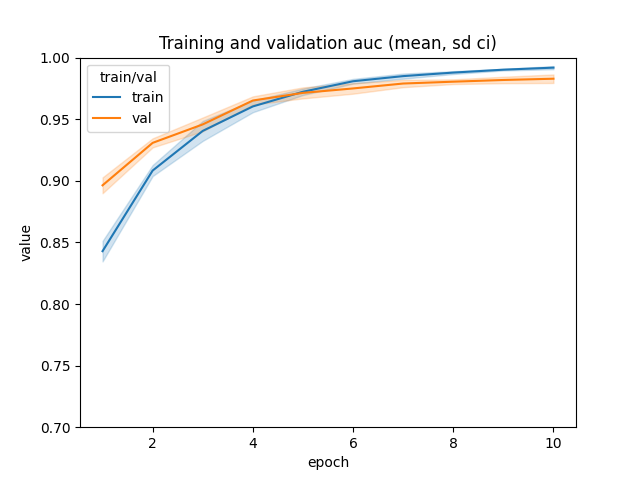 Training and validation auc (mean, sd ci)
train/val
train
val
value
1.00
0.95
0.90
0.85
0.80
0.75
0.70
2
4
6
8
10
epoch